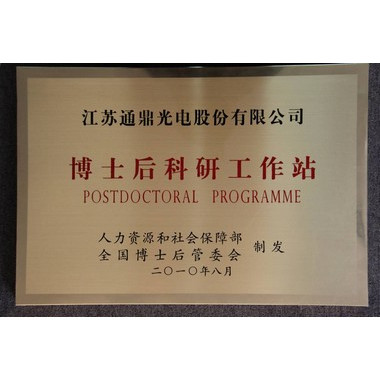 江苏通鼎光电股份有限公司
博士后科研工作站
POSTDOCTORAL PROGRAMME
人力资源和社会保障部
全国博士后管委会 制发
二〇一〇年八月